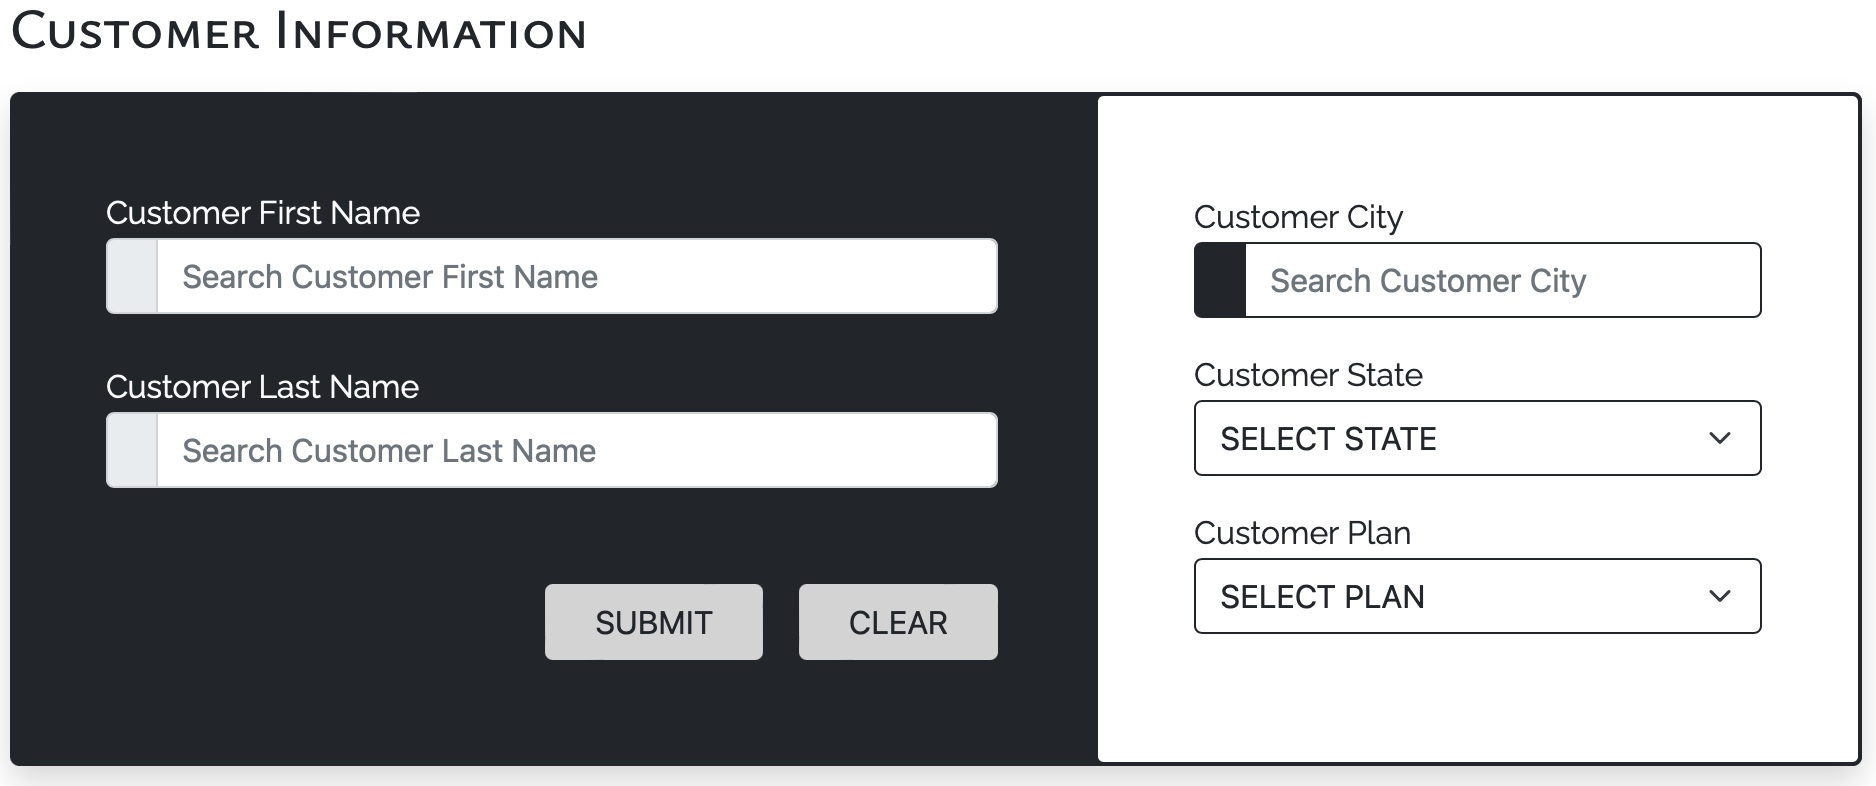 Customer Information
Customer First Name
Search Customer First Name
Customer Last Name
Search Customer Last Name
SUBMIT
CLEAR
Customer City
Search Customer City
Customer State
SELECT STATE
Customer Plan
SELECT PLAN